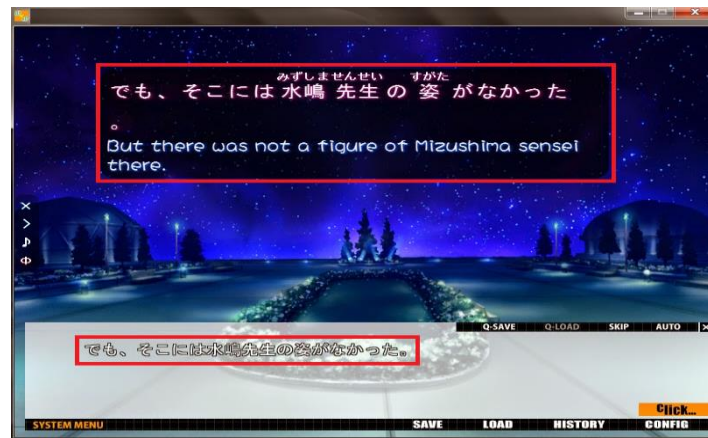 みずしませんせい すがた
でも、そこには水嶋 先生の 姿 がなかった
。
But there was not a figure of Mizushima sensei
there.
Q-SAVE Q-LOAD SKIP AUTO
でも、そこには水嶋先生の姿がなかった。
Click...
SYSTEM MENU SAVE LOAD HISTORY CONFIG